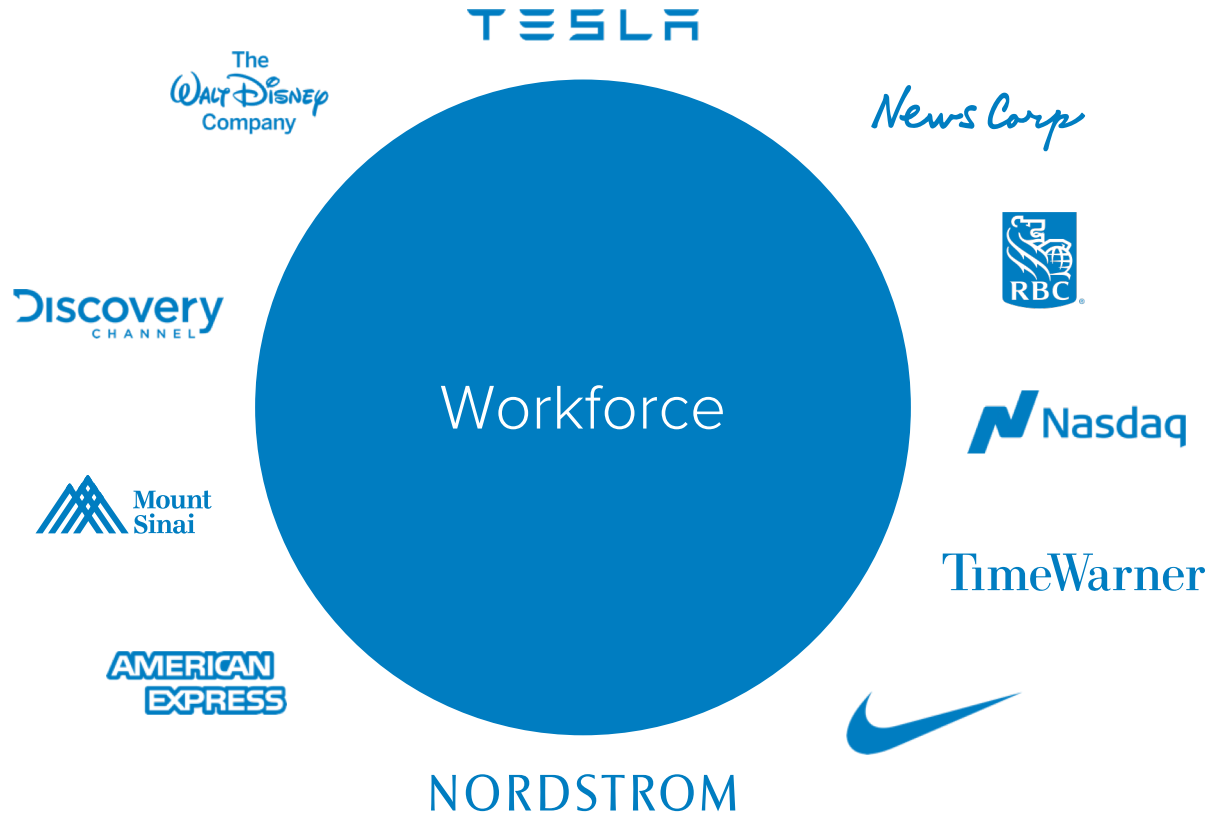 TESLA
The
WALT DISNEY
Company
News Corp
RBC
®
Discovery
CHANNEL
Workforce
Nasdaq
Mount
Sinai
TimeWarner
AMERICAN
EXPRESS
NORDSTROM